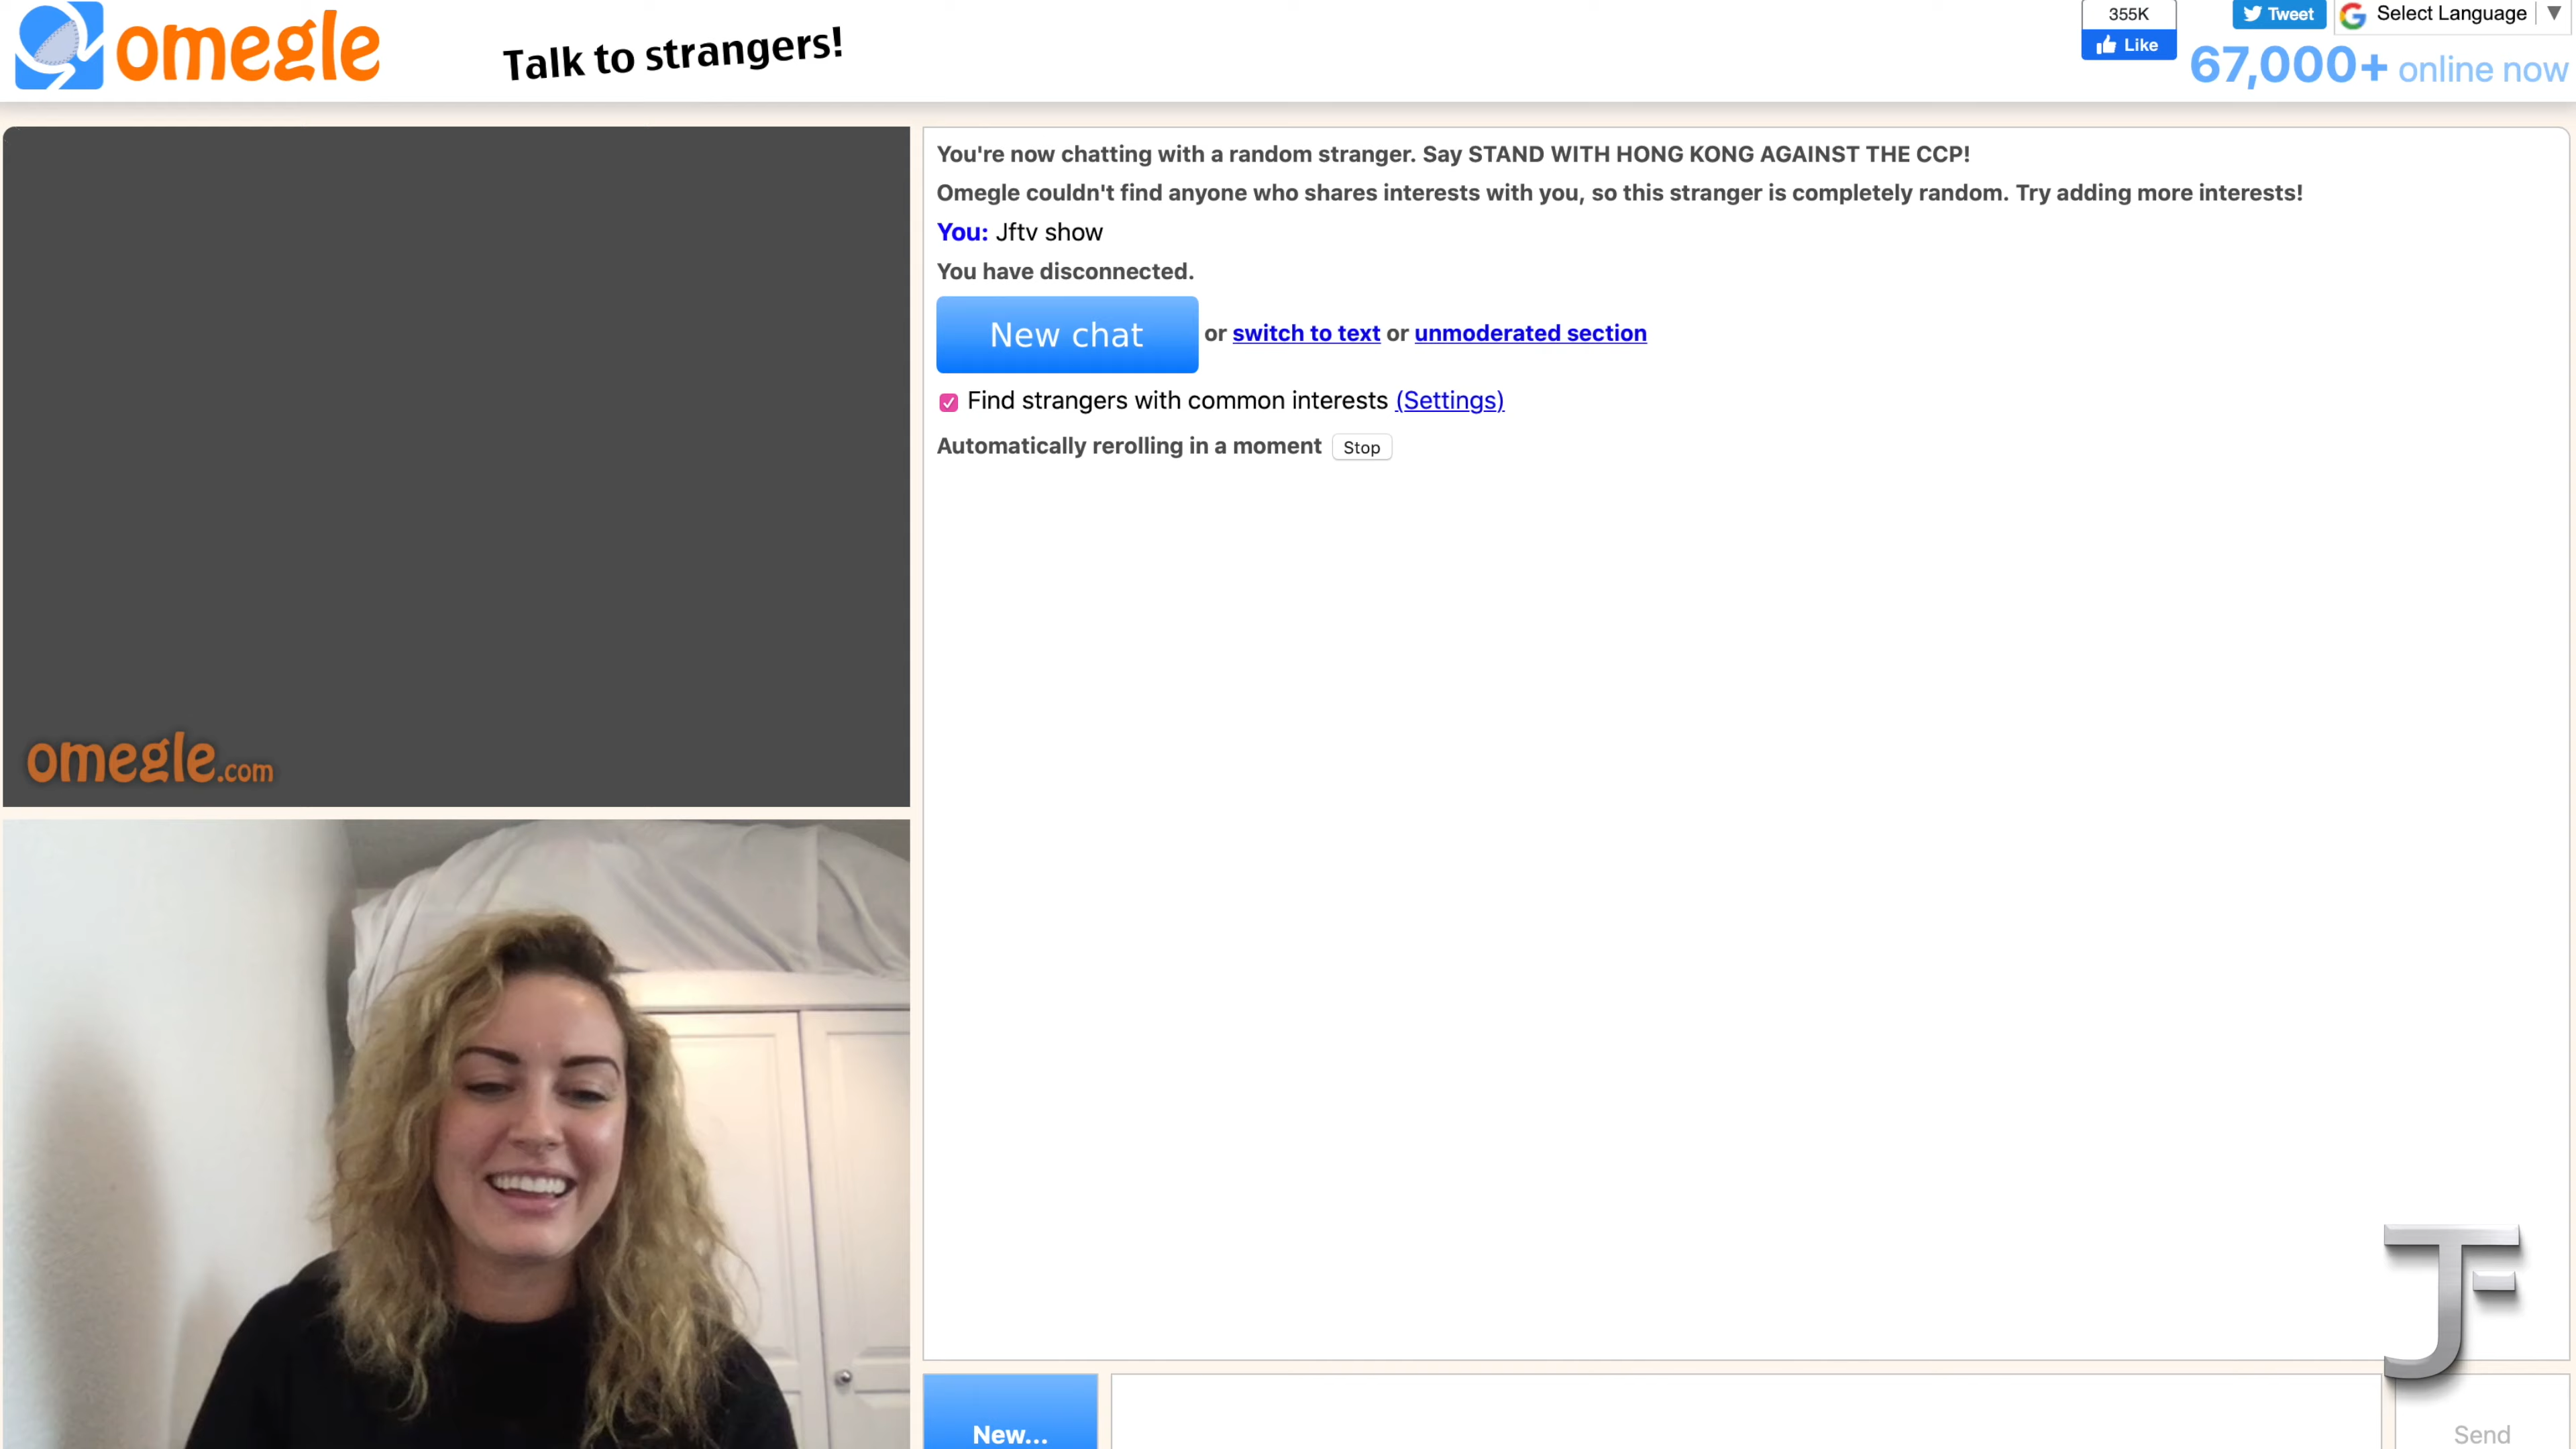 omegle
Talk to strangers!
355K
Like
Tweet
Select Language
67,000+ online now
You're now chatting with a random stranger. Say STAND WITH HONG KONG AGAINST THE CCP!
Omegle couldn't find anyone who shares interests with you, so this stranger is completely random. Try adding more interests!
You: Jftv show
You have disconnected.
New chat or switch to text or unmoderated section
Find strangers with common interests (Settings)
Automatically rerolling in a moment Stop
omegle.com
JF
New...
Send